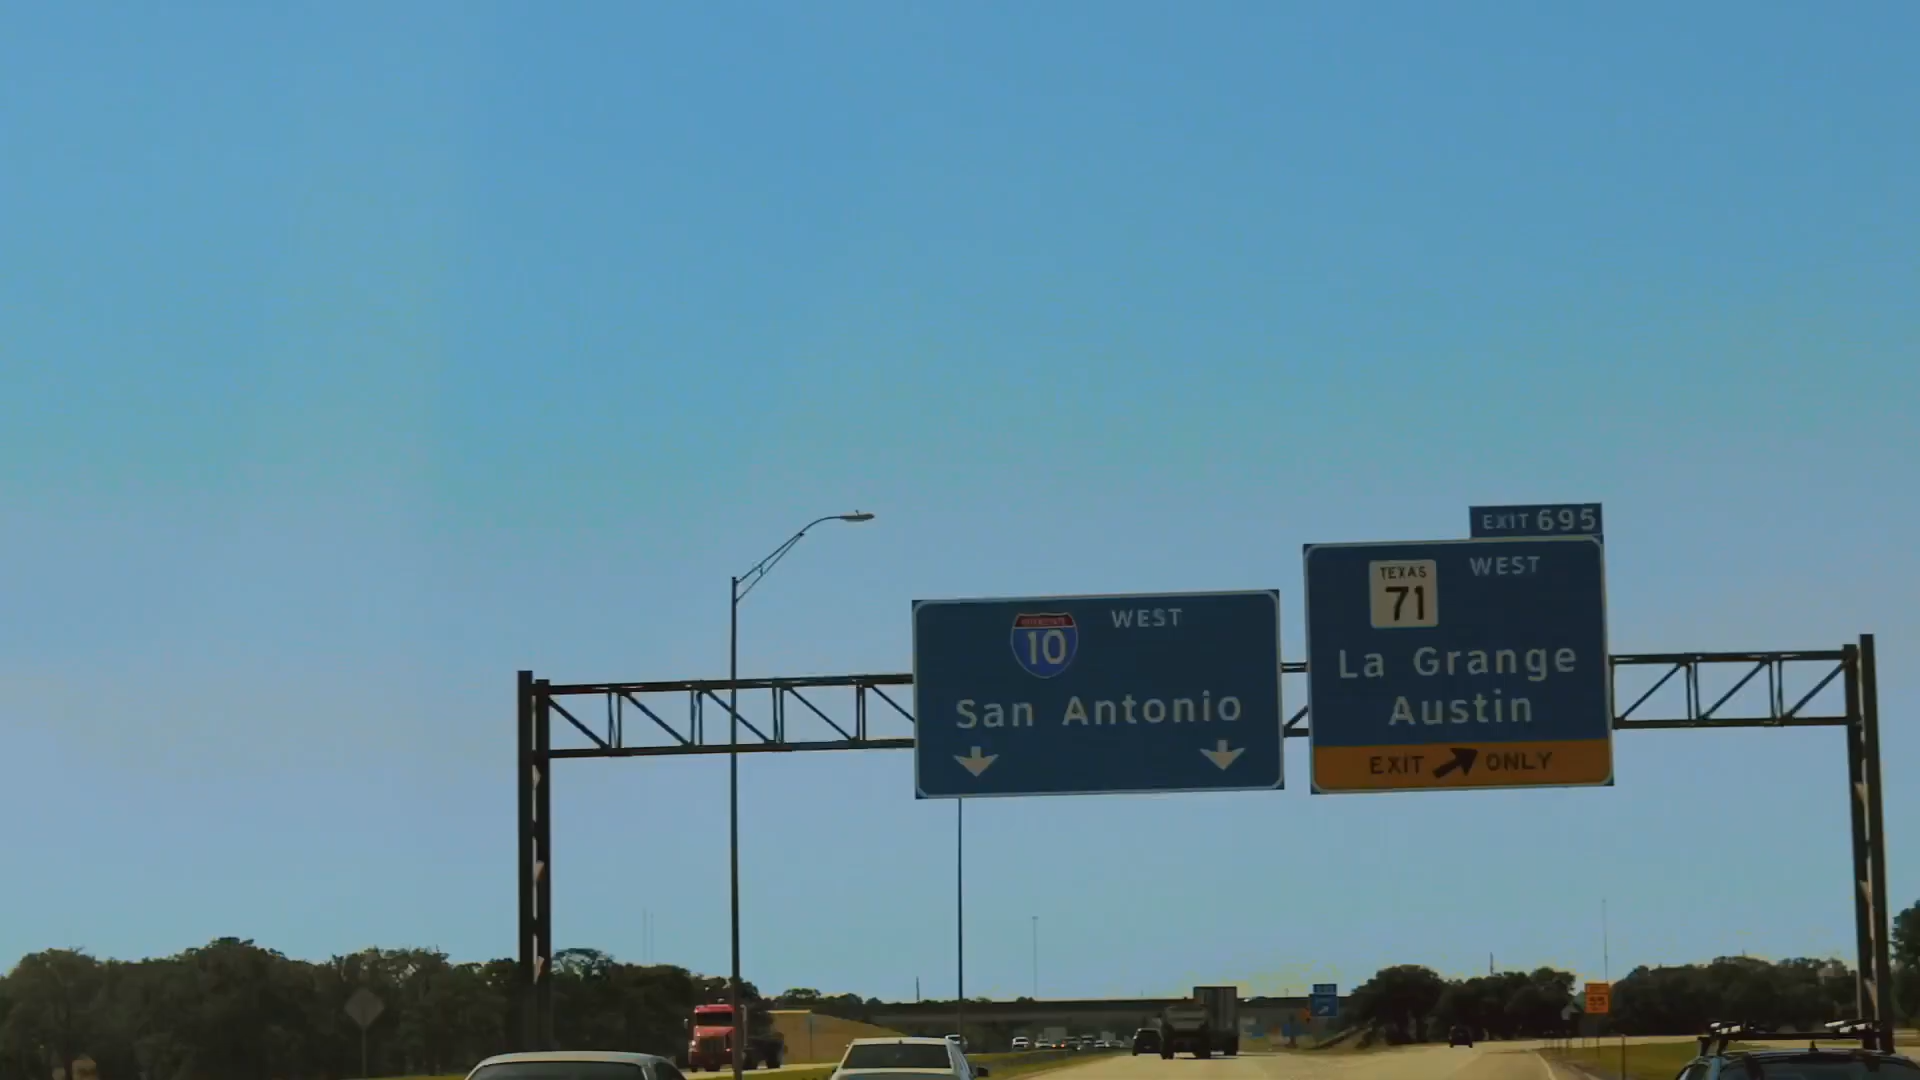 WEST
INTERSTATE
10
San Antonio
EXIT 695
TEXAS
71
WEST
La Grange
Austin
EXIT ONLY